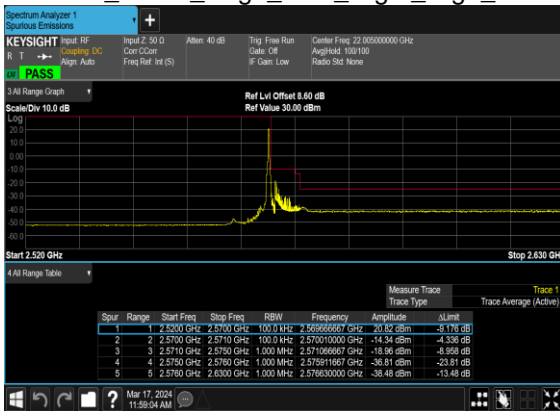 Spectrum Analyzer 1
Spurious Emissions
KEYSIGHT Input: RF Input Z: 50 Ω Atten: 40 dB Trig: Free Run Center Freq: 22.005000000 GHz
R T Coupling: DC Corr CCorr Gate: Off Avg|Hold: 100/100
Align: Auto Freq Ref: Int (S) IF Gain: Low Radio Std: None
PASS
3 All Range Graph
Ref Lvl Offset 8.60 dB
Scale/Div 10.0 dB Ref Value 30.00 dBm
Log
20.0
10.0
0.00
-10.0
-20.0
-30.0
-40.0
-50.0
-60.0
Start 2.520 GHz Stop 2.630 GH
4 All Range Table
Measure Trace Trace 1
Trace Type Trace Average (Active)
Spur Range Start Freq Stop Freq RBW Frequency Amplitude ΔLimit
1 1 2.5200 GHz 2.5700 GHz 100.0 kHz 2.569666667 GHz 20.82 dBm -9.176 dB
2 2 2.5700 GHz 2.5710 GHz 100.0 kHz 2.570010000 GHz -14.34 dBm -4.336 dB
3 3 2.5710 GHz 2.5750 GHz 1.000 MHz 2.571066667 GHz -18.96 dBm -8.958 dB
4 4 2.5750 GHz 2.5760 GHz 1.000 MHz 2.575911667 GHz -36.81 dBm -23.81 dB
5 5 2.5760 GHz 2.6300 GHz 1.000 MHz 2.576630000 GHz -38.48 dBm -13.48 dB
Mar 17, 2024
11:59:04 AM